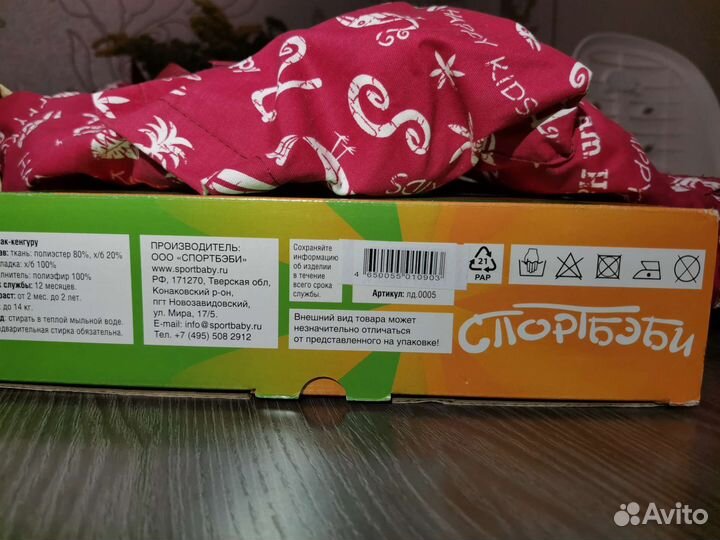 HAPPY KIDS
ак-кенгуру
ав: ткань: полиэстер 80%, х/б 20%
ладка: х/б 100%
лнитель: полиэфир 100%
к службы: 12 месяцев.
раст: от 2 мес. до 2 лет.
до 14 кг.
д: стирать в теплой мыльной воде.
дварительная стирка обязательна.
ПРОИЗВОДИТЕЛЬ:
ООО «СПОРТБЭБИ»
www.sportbaby.ru
РФ, 171270, Тверская обл,
Конаковский р-он,
пгт Новозавидовский,
ул. Мира, 17/5.
E-mail: info@sportbaby.ru
Тел. +7 (495) 508 2912
Сохраняйте
информацию
об изделии
в течение
всего срока
службы.
4 650055 010903
Артикул: пд.0005
Внешний вид товара может
незначительно отличаться
от представленного на упаковке!
21
PAP
Спортбэби
Avito